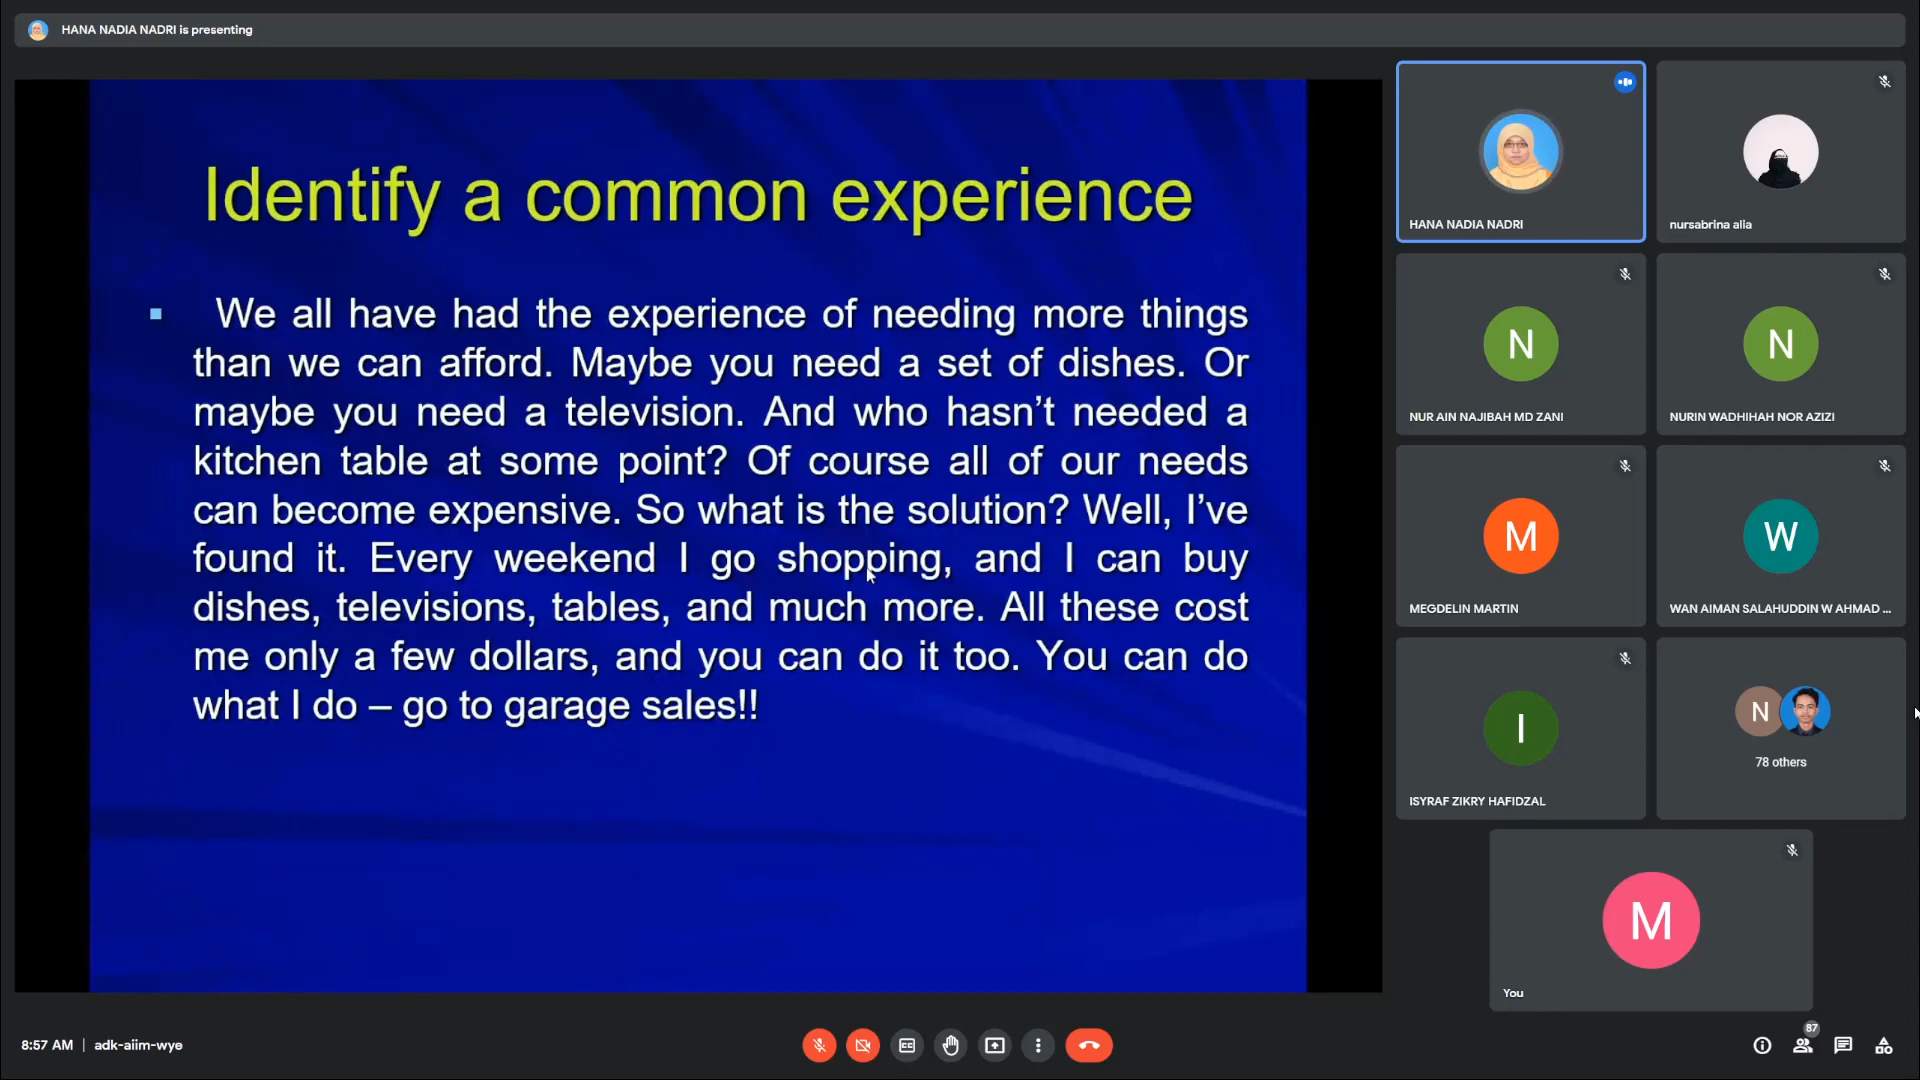 HANA NADIA NADRI is presenting
Identify a common experience
We all have had the experience of needing more things
than we can afford. Maybe you need a set of dishes. Or
maybe you need a television. And who hasn't needed a
kitchen table at some point? Of course all of our needs
can become expensive. So what is the solution? Well, I've
found it. Every weekend I go shopping, and I can buy
dishes, televisions, tables, and much more. All these cost
me only a few dollars, and you can do it too. You can do
what I do – go to garage sales!!
HANA NADIA NADRI
nursabrina alia
N
NUR AIN NAJIBAH MD ZANI
N
NURIN WADHIHAH NOR AZIZI
M
MEGDELIN MARTIN
W
WAN AIMAN SALAHUDDIN W AHMAD ...
I
ISYRAF ZIKRY HAFIDZAL
N
78 others
M
You
8:57 AM | adk-aiim-wye
87